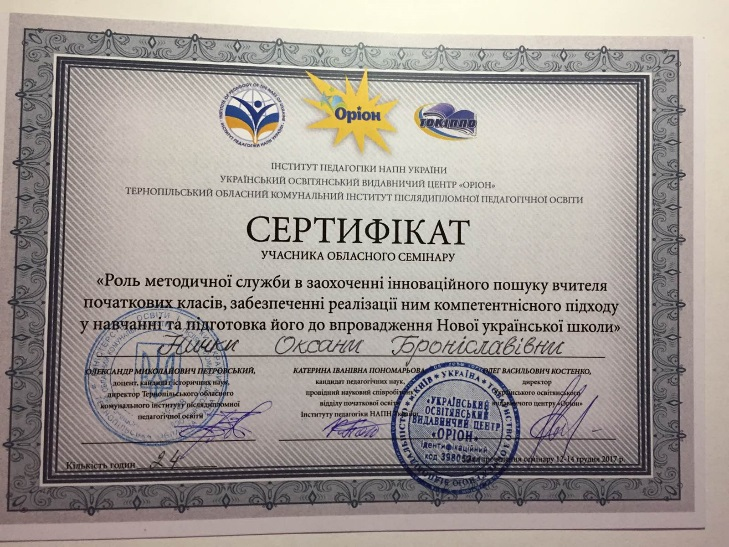 Оріон
ТОКІППО
ІНСТИТУТ ПЕДАГОГІКИ НАПН УКРАЇНИ
УКРАЇНСЬКИЙ ОСВІТЯНСЬКИЙ ВИДАВНИЧИЙ ЦЕНТР «ОРІОН»
ТЕРНОПІЛЬСЬКИЙ ОБЛАСНИЙ КОМУНАЛЬНИЙ ІНСТИТУТ ПІСЛЯДИПЛОМНОЇ ПЕДАГОГІЧНОЇ ОСВІТИ
СЕРТИФІКАТ
УЧАСНИКА ОБЛАСНОГО СЕМІНАРУ
«Роль методичної служби в заохоченні інноваційного пошуку вчителя
початкових класів, забезпеченні реалізації ним компетентнісного підходу
у навчанні та підготовка його до впровадження Нової української школи»
Оксани Броніславівни
ОЛЕКСАНДР МИКОЛАЙОВИЧ ПЕТРОВСЬКИЙ,
доцент, кандидат історичних наук,
директор Тернопільського обласного
комунального інституту післядипломної
педагогічної освіти
КАТЕРИНА ІВАНІВНА ПОНОМАРЬОВА,
кандидат педагогічних наук,
провідний науковий співробітник
відділу початкової освіти
Інституту педагогіки НАПН України
ОЛЕГ ВАСИЛЬОВИЧ КОСТЕНКО,
директор
Українського освітянського
видавничого центру «Оріон»
УКРАЇНА
КИЇВ
«УКРАЇНСЬКИЙ
ОСВІТЯНСЬКИЙ
ВИДАВНИЧИЙ ЦЕНТР
«ОРІОН»
ідентифікаційний
код
Кількість годин 24
семінару 12-14 грудня 2017 р.